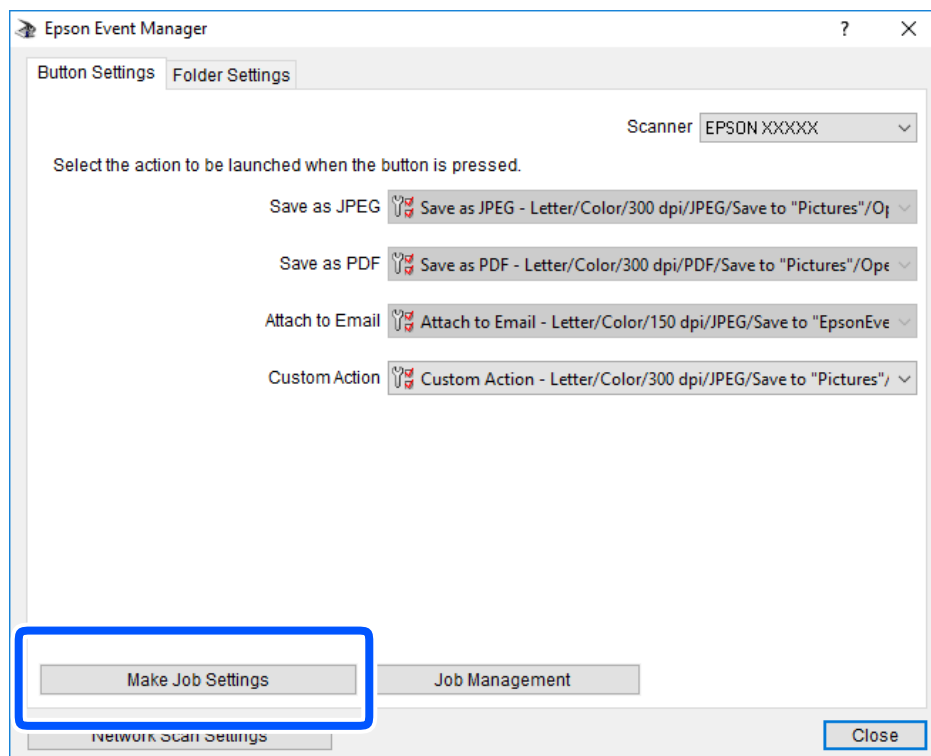 Epson Event Manager
Button Settings
Folder Settings
Scanner EPSON XXXXX
Select the action to be launched when the button is pressed.
Save as JPEG Save as JPEG - Letter/Color/300 dpi/JPEG/Save to "Pictures"/Op
Save as PDF Save as PDF - Letter/Color/300 dpi/PDF/Save to "Pictures"/Ope
Attach to Email Attach to Email - Letter/Color/150 dpi/JPEG/Save to "EpsonEve
Custom Action Custom Action - Letter/Color/300 dpi/JPEG/Save to "Pictures"/
Make Job Settings
Job Management
Network Scan Settings
Close